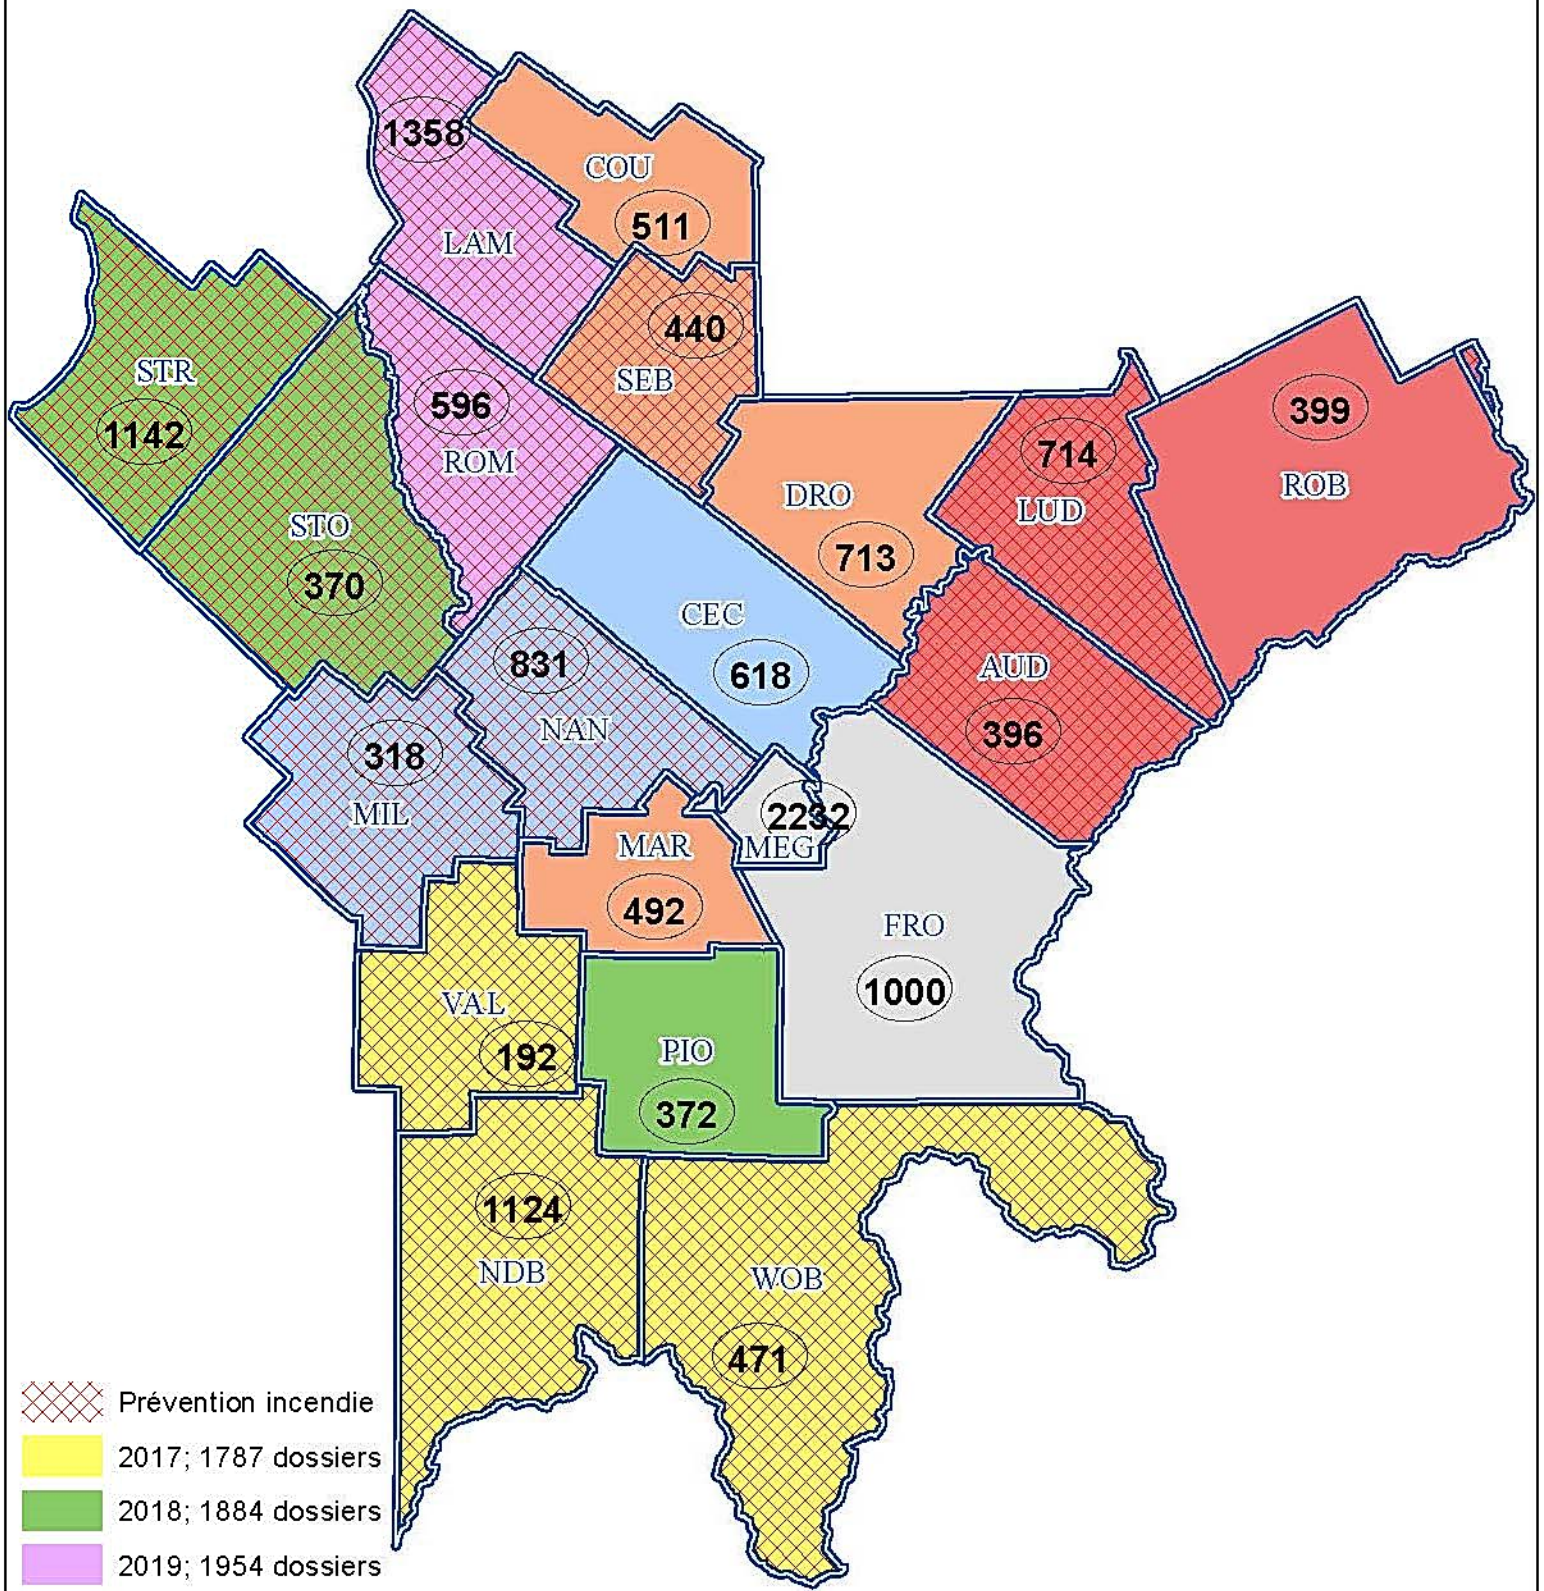 1358
COU
511
LAM
440
SEB
STR
1142
596
ROM
399
ROB
714
LUD
DRO
713
STO
370
CEC
618
831
NAN
AUD
396
318
MIL
2232
MEG
MAR
492
FRO
1000
VAL
192
PIO
372
1124
NDB
WOB
471
Prévention incendie
2017; 1787 dossiers
2018; 1884 dossiers
2019; 1954 dossiers